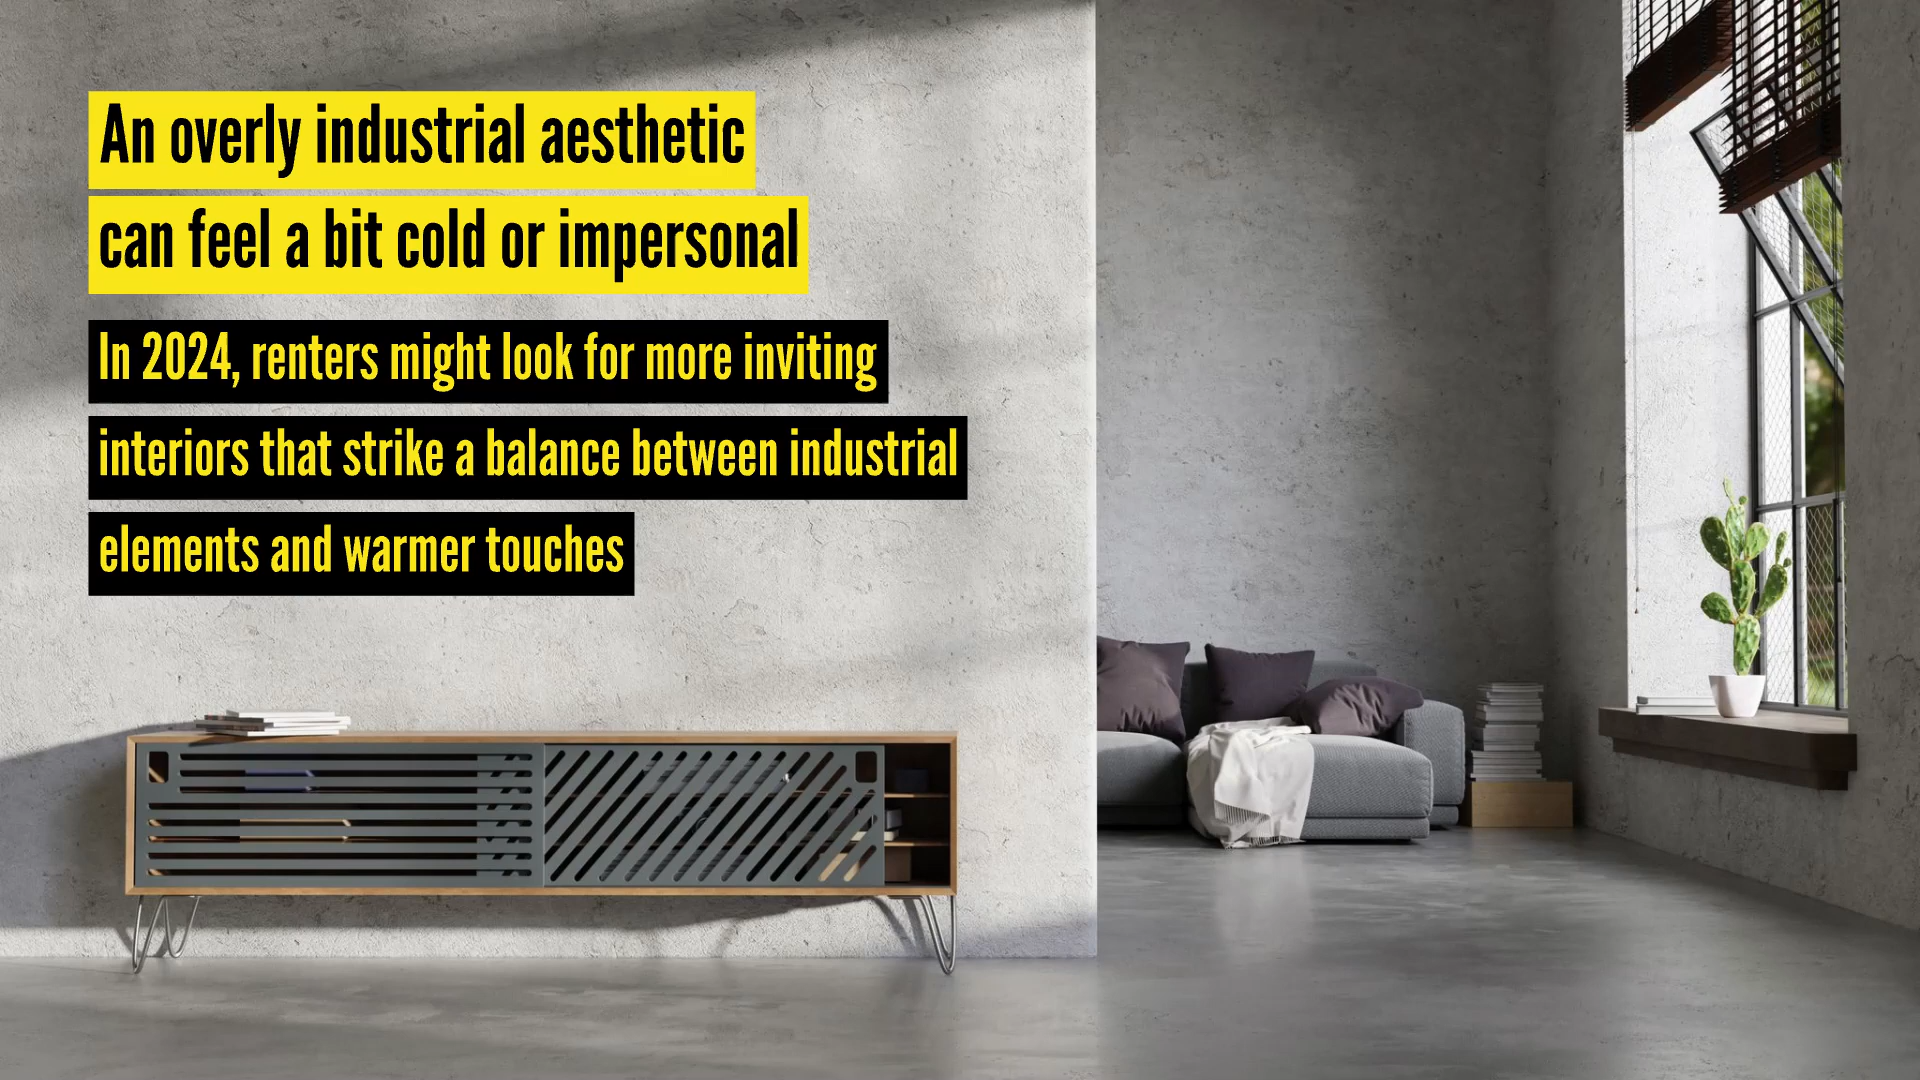 An overly industrial aesthetic
can feel a bit cold or impersonal
In 2024, renters might look for more inviting
interiors that strike a balance between industrial
elements and warmer touches